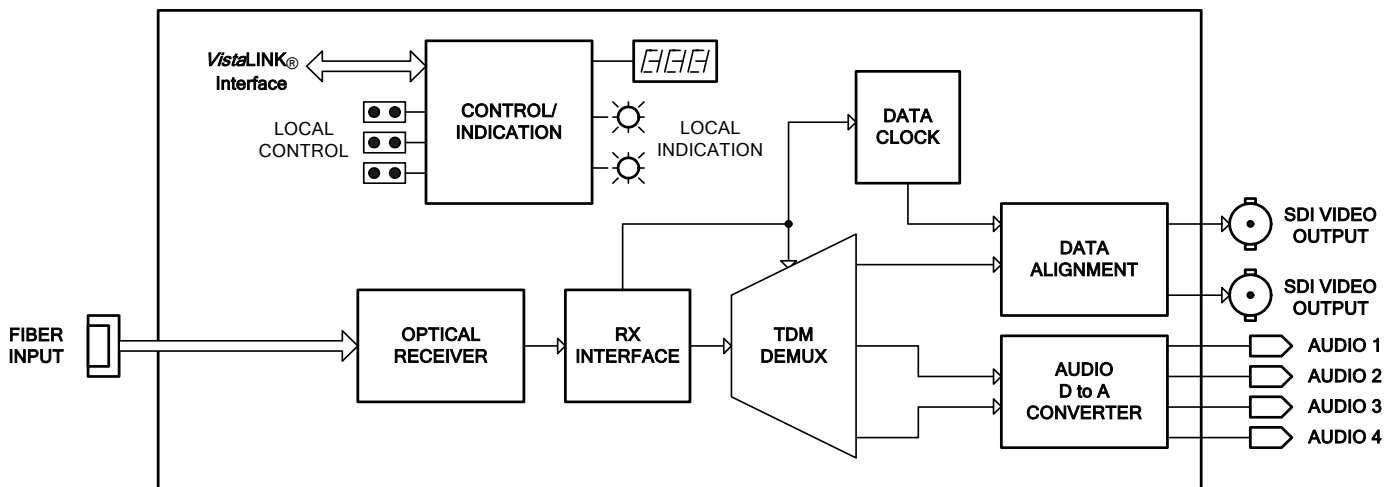 VistaLINK®
Interface
LOCAL
CONTROL
CONTROL/
INDICATION
LOCAL
INDICATION
DATA
CLOCK
DATA
ALIGNMENT
SDI VIDEO
OUTPUT
SDI VIDEO
OUTPUT
FIBER
INPUT
OPTICAL
RECEIVER
RX
INTERFACE
TDM
DEMUX
AUDIO
D to A
CONVERTER
AUDIO 1
AUDIO 2
AUDIO 3
AUDIO 4